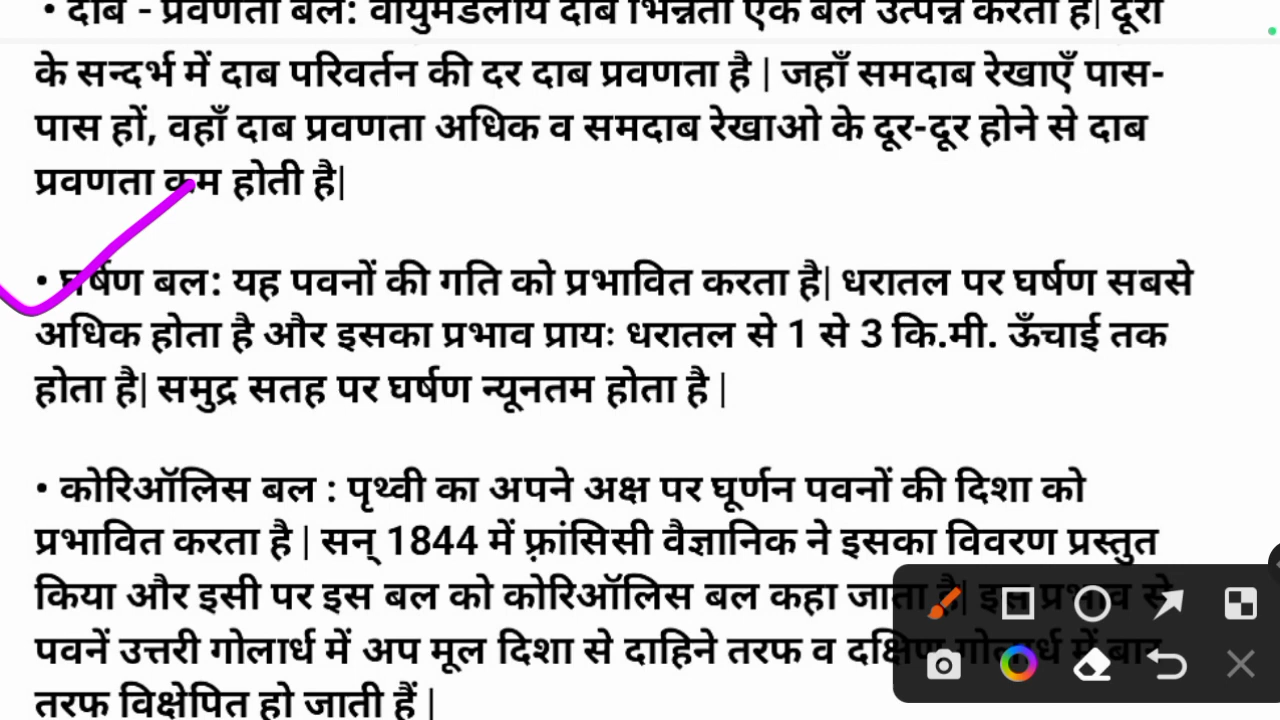 • दाब - प्रवणता बल: वायुमंडलीय दाब भिन्नता एक बल उत्पन्न करता है| दूरी
के सन्दर्भ में दाब परिवर्तन की दर दाब प्रवणता है | जहाँ समदाब रेखाएँ पास-
पास हों, वहाँ दाब प्रवणता अधिक व समदाब रेखाओ के दूर-दूर होने से दाब
प्रवणता कम होती है|
• घर्षण बल: यह पवनों की गति को प्रभावित करता है| धरातल पर घर्षण सबसे
अधिक होता है और इसका प्रभाव प्रायः धरातल से 1 से 3 कि.मी. ऊँचाई तक
होता है| समुद्र सतह पर घर्षण न्यूनतम होता है |
• कोरिऑलिस बल : पृथ्वी का अपने अक्ष पर घूर्णन पवनों की दिशा को
प्रभावित करता है | सन् 1844 में फ़्रांसिसी वैज्ञानिक ने इसका विवरण प्रस्तुत
किया और इसी पर इस बल को कोरिऑलिस बल कहा जाता है| इस प्रभाव से
पवनें उत्तरी गोलार्ध में अप मूल दिशा से दाहिने तरफ व दक्षिण गोलार्ध में
तरफ विक्षेपित हो जाती हैं |